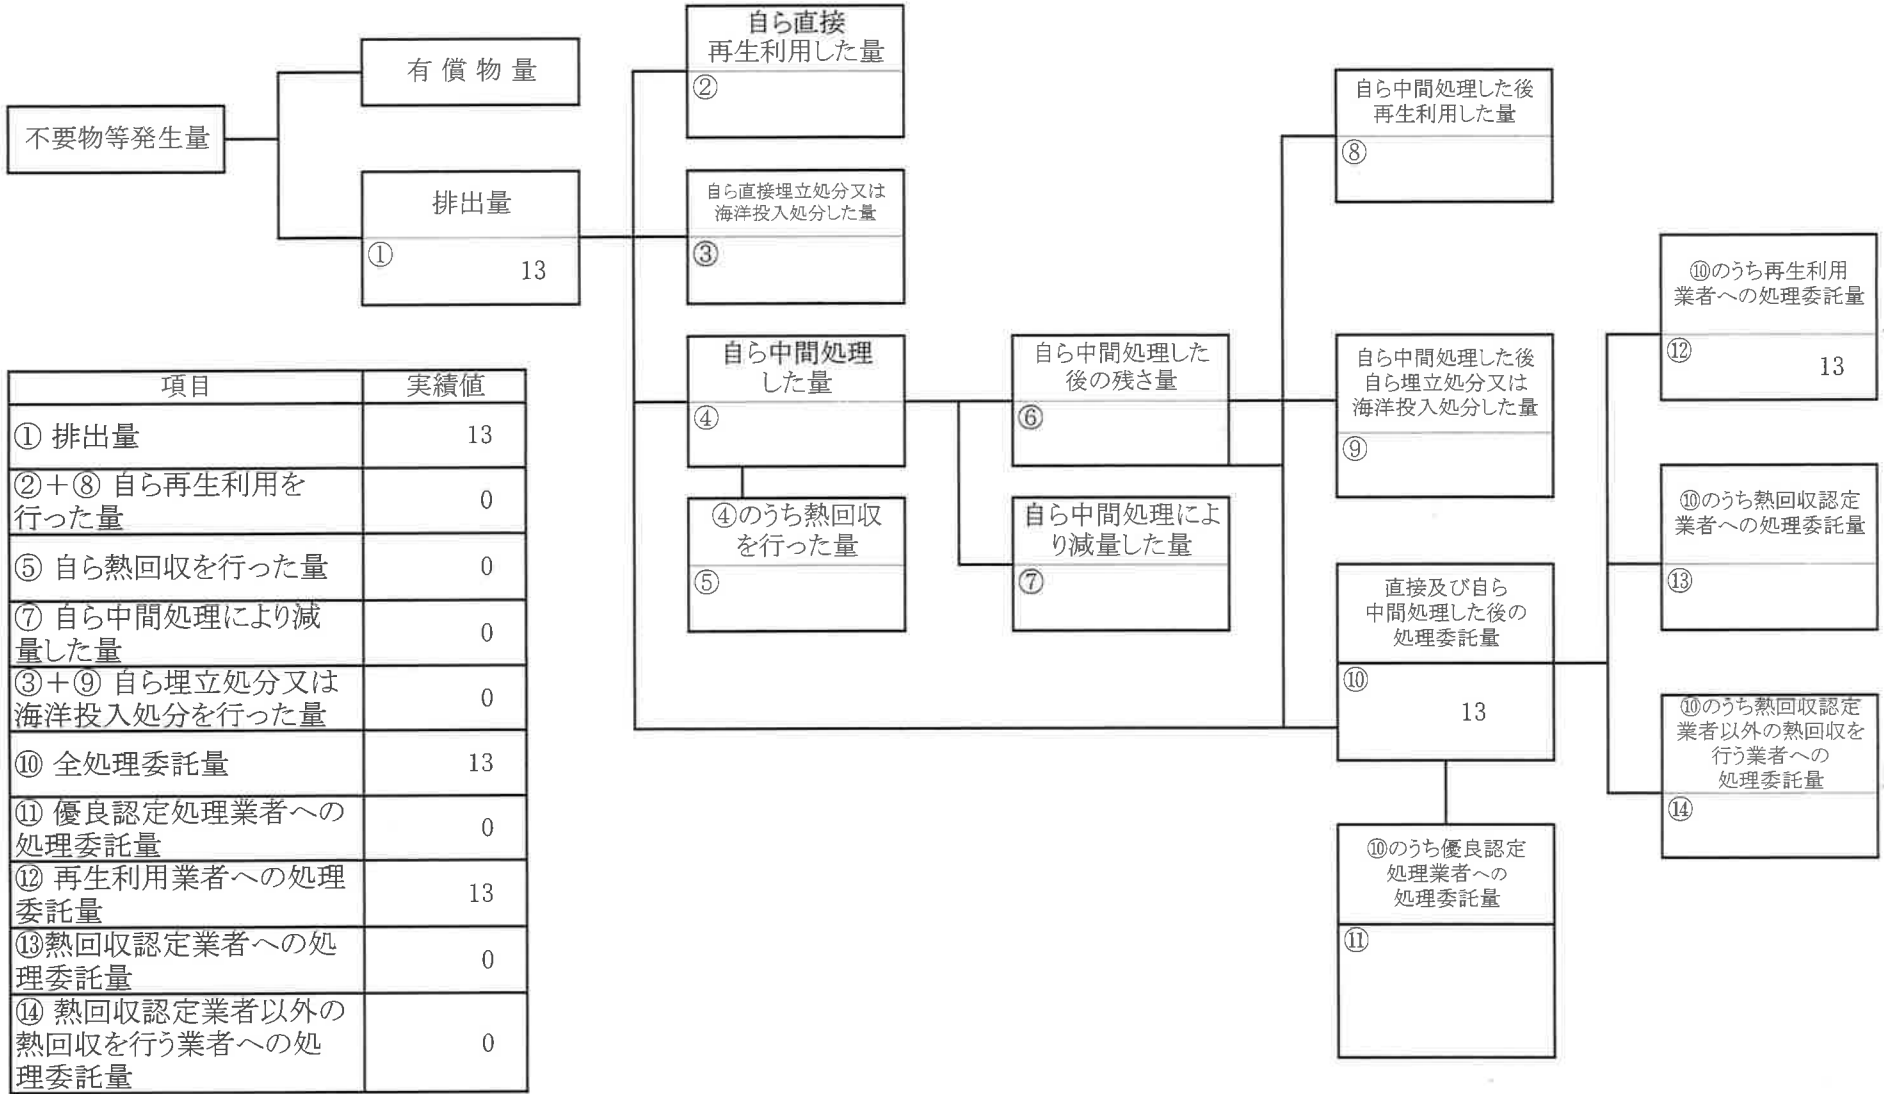 不要物等発生量
有償物量
排出量
①
13
自ら直接
再生利用した量
②
自ら直接埋立処分又は
海洋投入処分した量
③
自ら中間処理
した量
④
④のうち熱回収
を行った量
⑤
自ら中間処理した
後の残さ量
⑥
自ら中間処理によ
り減量した量
⑦
自ら中間処理した後
再生利用した量
⑧
自ら中間処理した後
自ら埋立処分又は
海洋投入処分した量
⑨
直接及び自ら
中間処理した後の
処理委託量
⑩
13
⑩のうち優良認定
処理業者への
処理委託量
⑪
⑩のうち再生利用
業者への処理委託量
⑫
13
⑩のうち熱回収認定
業者への処理委託量
⑬
⑩のうち熱回収認定
業者以外の熱回収を
行う業者への
処理委託量
⑭
項目 実績値
① 排出量 13
②+⑧ 自ら再生利用を
行った量 0
⑤ 自ら熱回収を行った量 0
⑦ 自ら中間処理により減
量した量 0
③+⑨ 自ら埋立処分又は
海洋投入処分を行った量 0
⑩ 全処理委託量 13
⑪ 優良認定処理業者への
処理委託量 0
⑫ 再生利用業者への処理
委託量 13
⑬熱回収認定業者への処
理委託量 0
⑭ 熱回収認定業者以外の
熱回収を行う業者への処
理委託量 0